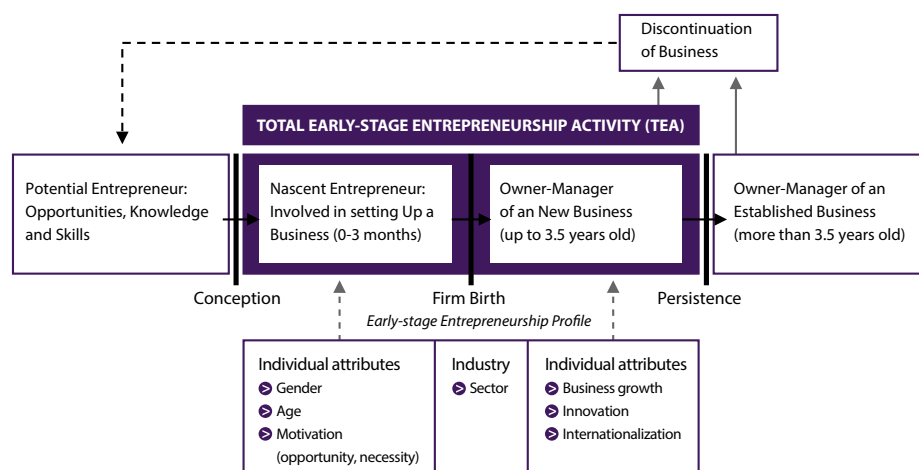 Discontinuation
of Business
TOTAL EARLY-STAGE ENTREPRENEURSHIP ACTIVITY (TEA)
Potential Entrepreneur:
Opportunities, Knowledge
and Skills
Nascent Entrepreneur:
Involved in setting Up a
Business (0-3 months)
Owner-Manager
of an New Business
(up to 3.5 years old)
Owner-Manager of an
Established Business
(more than 3.5 years old)
Conception
Firm Birth
Persistence
Early-stage Entrepreneurship Profile
Individual attributes
Gender
Age
Motivation
(opportunity, necessity)
Industry
Sector
Individual attributes
Business growth
Innovation
Internationalization